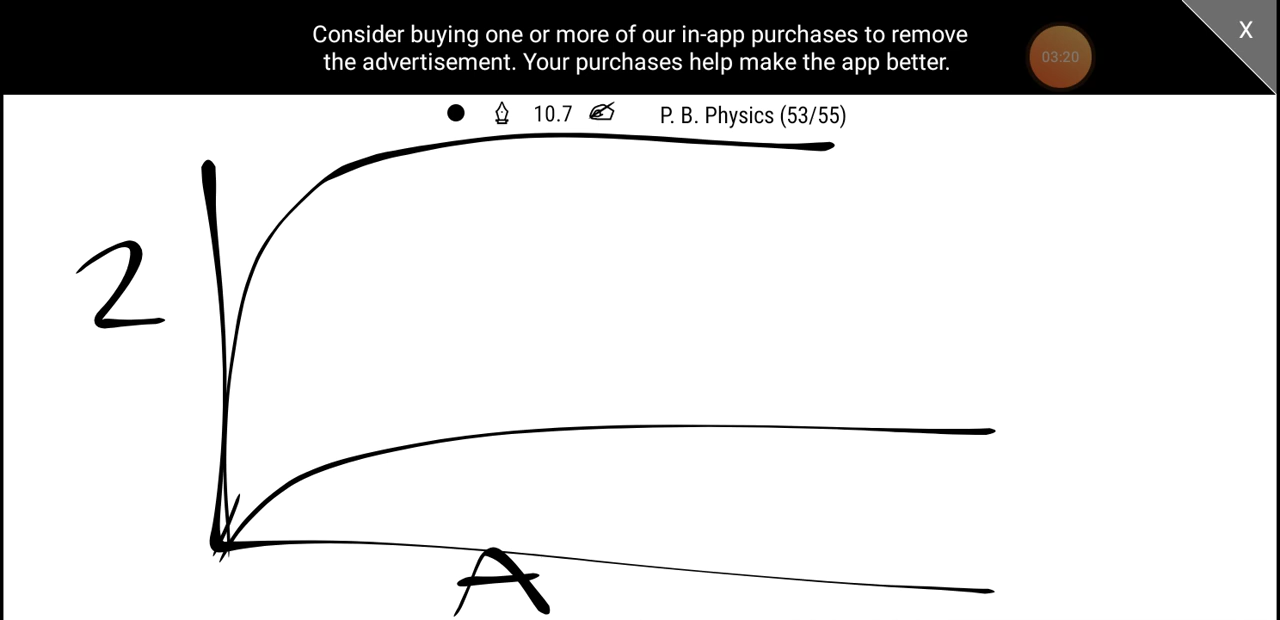 Consider buying one or more of our in-app purchases to remove
the advertisement. Your purchases help make the app better.
03:20
X
10.7
P. B. Physics (53/55)
2
A